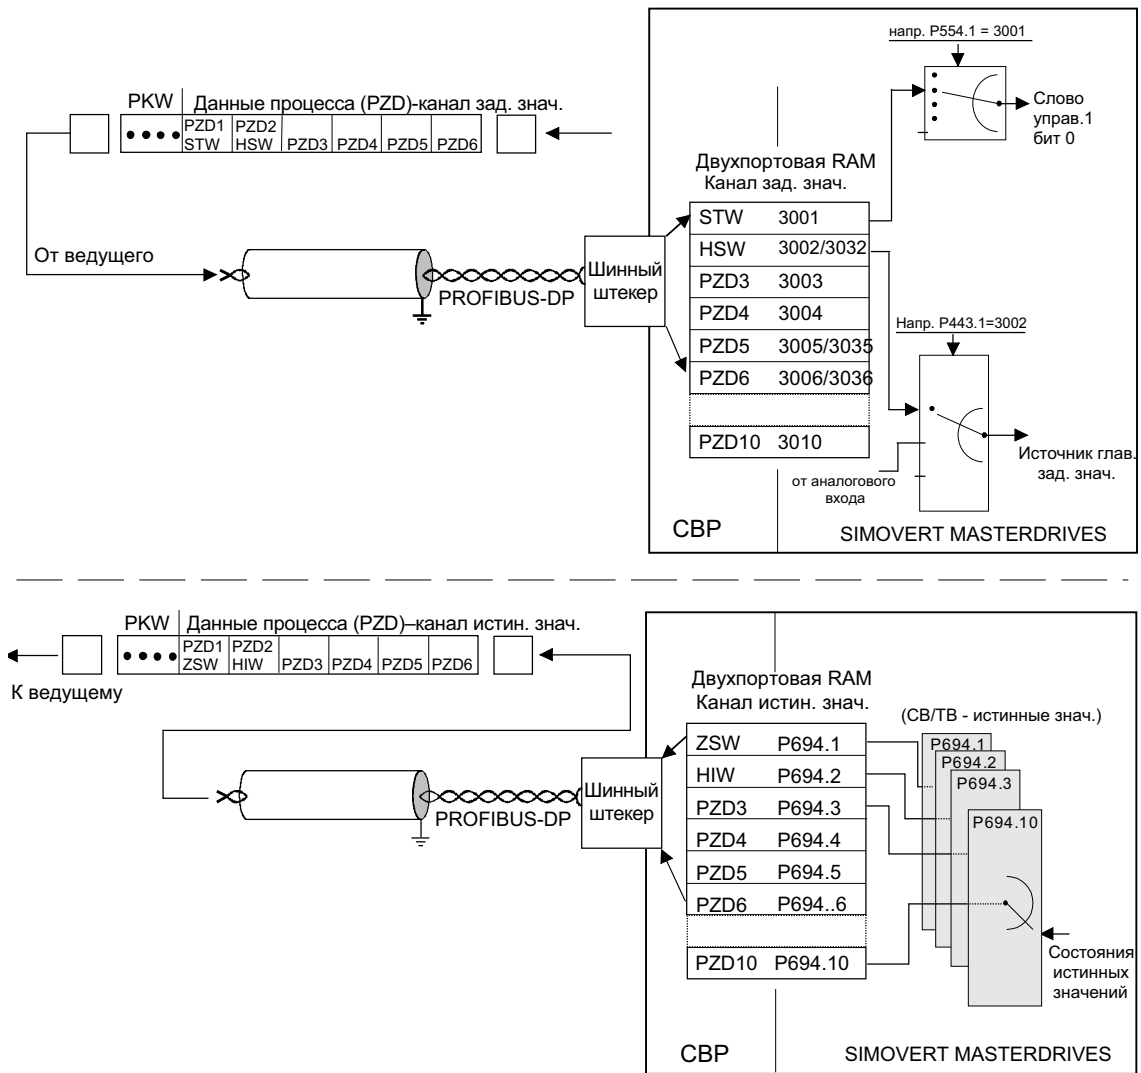 напр. P554.1 = 3001
PKW Данные процесса (PZD)-канал зад. знач.
PZD1 PZD2
STW HSW PZD3 PZD4 PZD5 PZD6
Слово
управ.1
бит 0
Двухпортовая RAM
Канал зад. знач.
STW 3001
HSW 3002/3032
PZD3 3003
PZD4 3004
PZD5 3005/3035
PZD6 3006/3036
PZD10 3010
От ведущего
PROFIBUS-DP
Шинный
штекер
Напр. P443.1=3002
Источник глав.
зад. знач.
от аналогового
входа
CBP SIMOVERT MASTERDRIVES
PKW Данные процесса (PZD)–канал истин. знач.
PZD1 PZD2
ZSW HIW PZD3 PZD4 PZD5 PZD6
К ведущему
Двухпортовая RAM
Канал истин. знач.
(CB/TB - истинные знач.)
ZSW P694.1
HIW P694.2
PZD3 P694.3
PZD4 P694.4
PZD5 P694.5
PZD6 P694..6
PZD10 P694.10
P694.1
P694.2
P694.3
P694.10
PROFIBUS-DP
Шинный
штекер
Состояния
истинных
значений
CBP SIMOVERT MASTERDRIVES